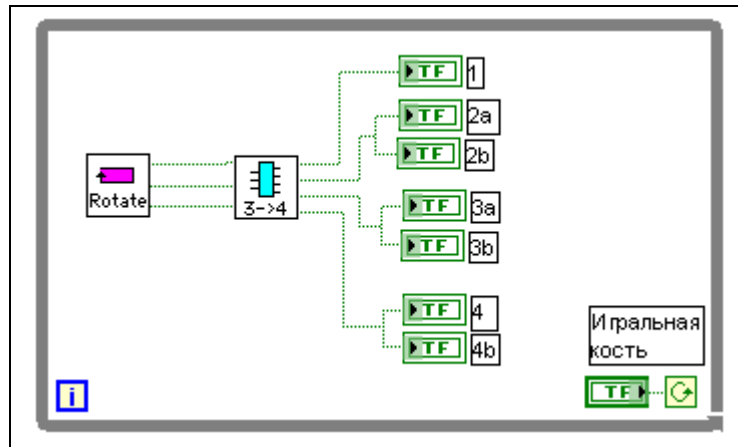 TF 1
TF 2a
TF 2b
Rotate
3->4
TF 3a
TF 3b
TF 4
TF 4b
Игральная
кость
i
TF